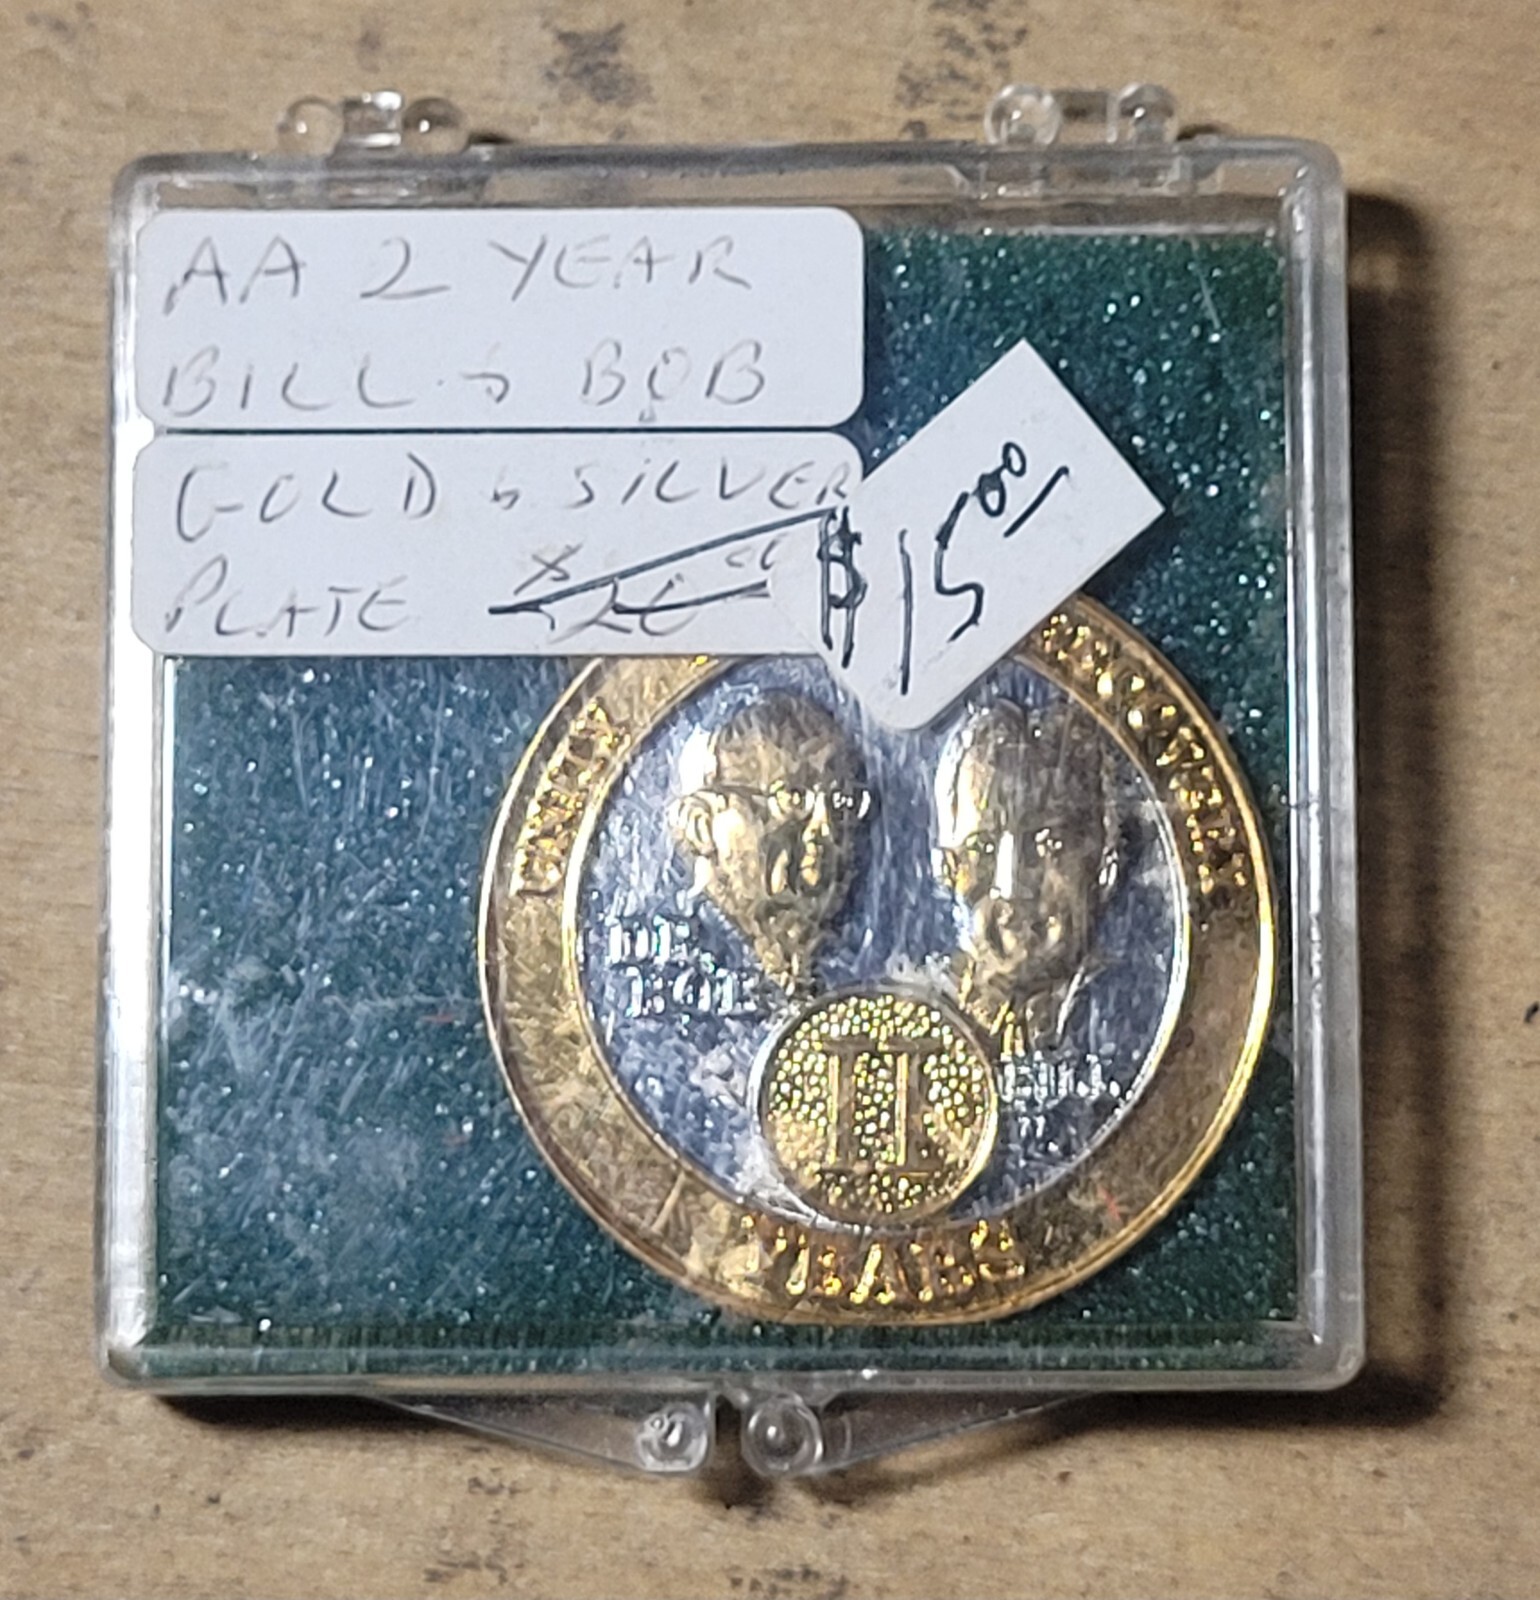 AA 2 YEAR
BILL & BOB
GOLD & SILVER
PLATE $20 00
$15.00
UNITY
RECOVERY
DR.
BOB
BILL
W.
II
YEARS